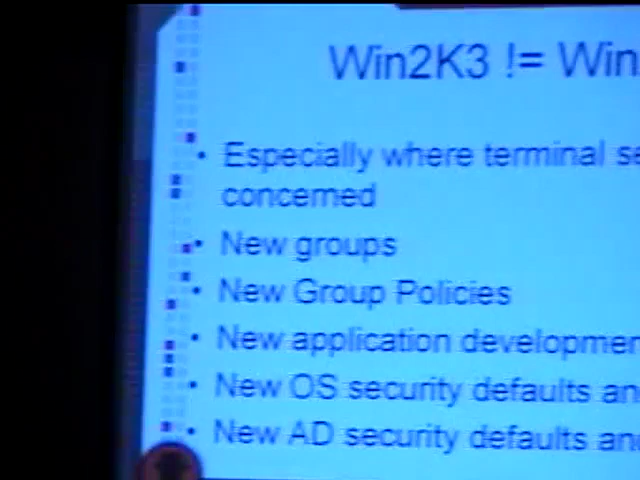 Win2K3 != Win
• Especially where terminal se
concerned
• New groups
• New Group Policies
• New application developmen
• New OS security defaults an
• New AD security defaults and